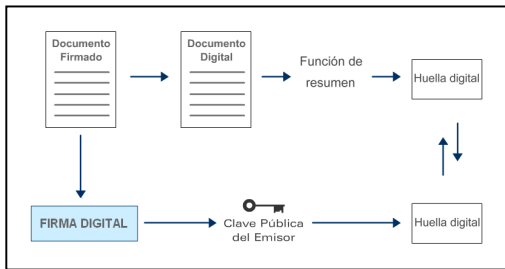 Documento
Firmado
Documento
Digital
Función de
resumen
Huella digital
FIRMA DIGITAL
Clave Pública
del Emisor
Huella digital